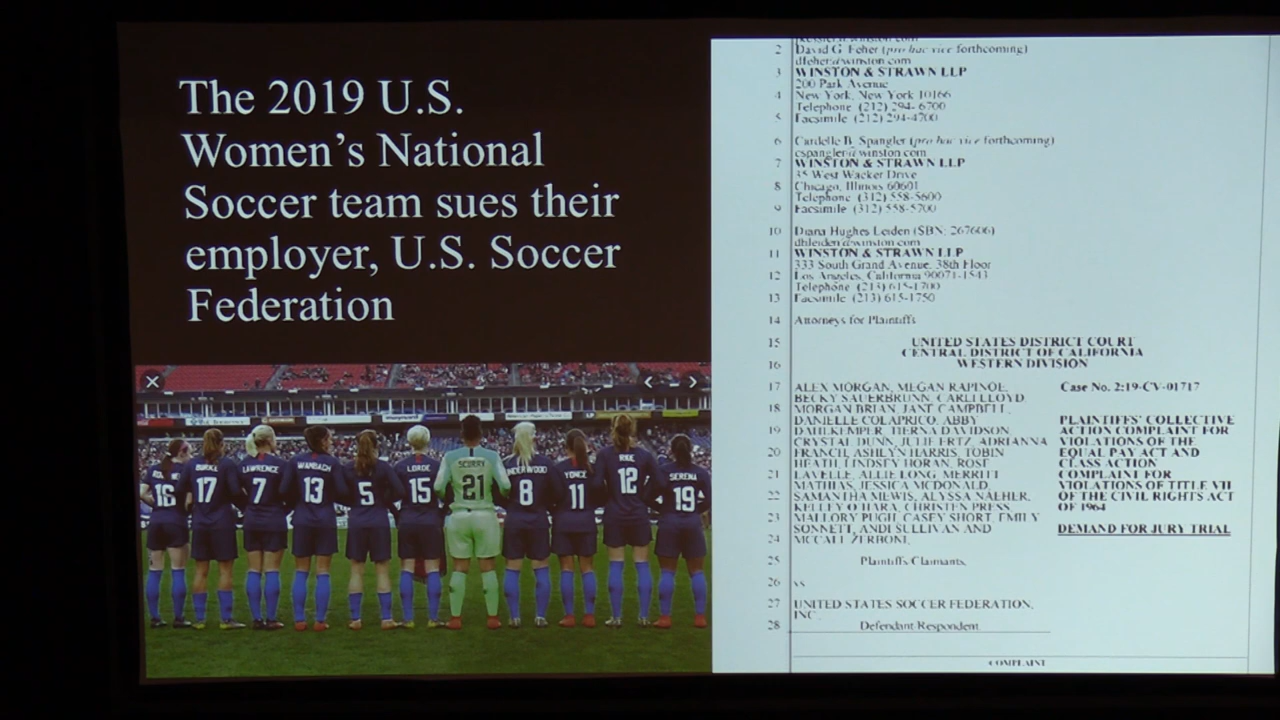 The 2019 U.S.
Women's National
Soccer team sues their
employer, U.S. Soccer
Federation
16
BURKE
17
LAWRENCE
7
WAMBACH
13
5
LORDE
15
SCURRY
21
8
YONCE
11
RIDE
12
SERENA
19
2 David G. Feher (pro hac vice forthcoming)
dfeher@winston.com
3 WINSTON & STRAWN LLP
200 Park Avenue
4 New York, New York 10166
Telephone (212) 294-6700
5 Facsimile (212) 294-4700
6 Cardelle B. Spangler (pro hac vice forthcoming)
cspangler@winston.com
7 WINSTON & STRAWN LLP
35 West Wacker Drive
8 Chicago, Illinois 60601
Telephone (312) 558-5600
9 Facsimile (312) 558-5700
10 Diana Hughes Leiden (SBN: 267606)
dhleiden@winston.com
11 WINSTON & STRAWN LLP
333 South Grand Avenue, 38th Floor
12 Los Angeles, California 90071-1543
Telephone (213) 615-1700
13 Facsimile (213) 615-1750
14 Attorneys for Plaintiffs
15 UNITED STATES DISTRICT COURT
CENTRAL DISTRICT OF CALIFORNIA
16 WESTERN DIVISION
17 ALEX MORGAN, MEGAN RAPINOE,
BECKY SAUERBRUNN, CARLI LLOYD,
18 MORGAN BRIAN, JANE CAMPBELL,
DANIELLE COLAPRICO, ABBY
19 DAHLKEMPER, TIERNA DAVIDSON,
CRYSTAL DUNN, JULIE ERTZ, ADRIANNA
20 FRANCH, ASHLYN HARRIS, TOBIN
HEATH, LINDSEY HORAN, ROSE
21 LAVELLE, ALLIE LONG, MERRITT
MATHIAS, JESSICA MCDONALD,
22 SAMANTHA MEWIS, ALYSSA NAEHER,
KELLEY O'HARA, CHRISTEN PRESS,
23 MALLORY PUGH, CASEY SHORT, EMILY
SONNETT, ANDI SULLIVAN AND
24 MCCALL ZERBONI,
25 Plaintiffs/Claimants,
26 vs.
27 UNITED STATES SOCCER FEDERATION,
INC.
28 Defendant/Respondent
Case No. 2:19-CV-01717
PLAINTIFFS' COLLECTIVE
ACTION COMPLAINT FOR
VIOLATIONS OF THE
EQUAL PAY ACT AND
CLASS ACTION
COMPLAINT FOR
VIOLATIONS OF TITLE VII
OF THE CIVIL RIGHTS ACT
OF 1964
DEMAND FOR JURY TRIAL
COMPLAINT